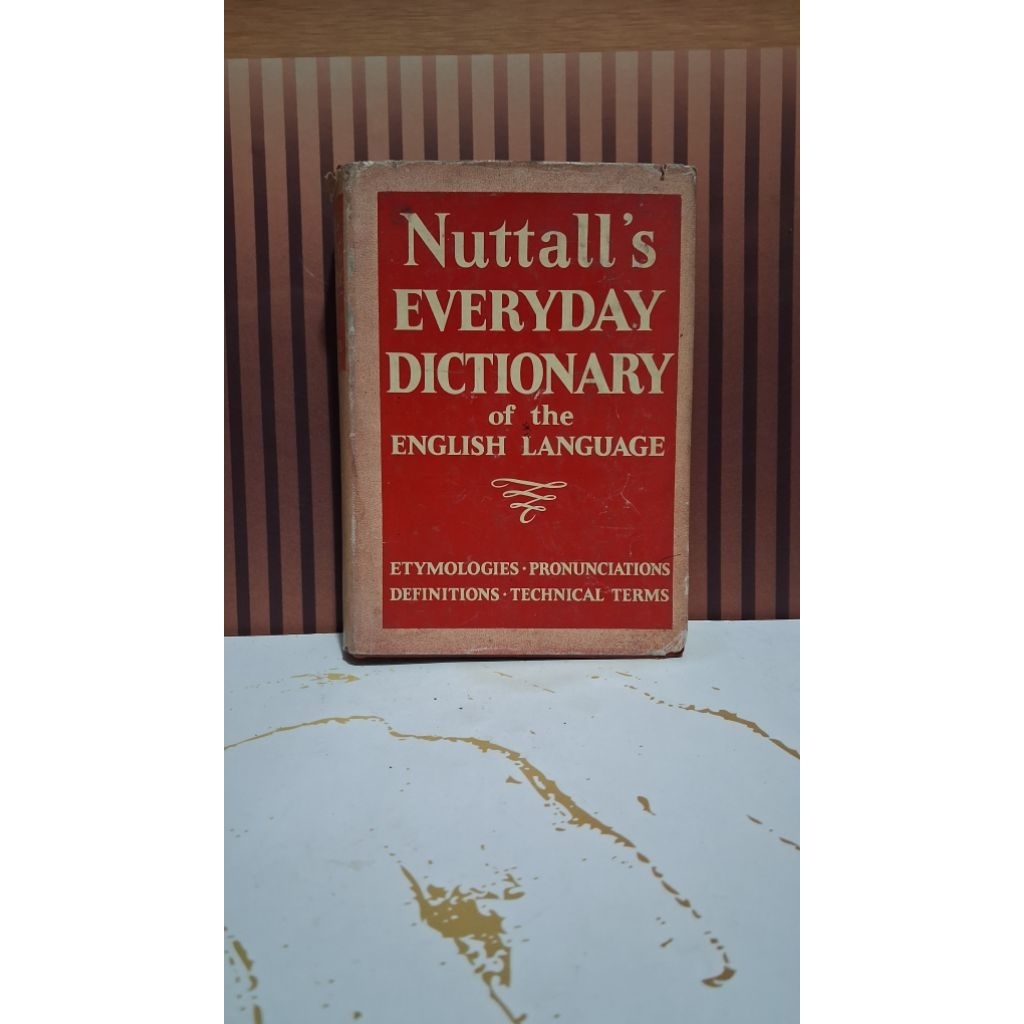 Nuttall's
EVERYDAY
DICTIONARY
of the
ENGLISH LANGUAGE
ETYMOLOGIES · PRONUNCIATIONS
DEFINITIONS · TECHNICAL TERMS